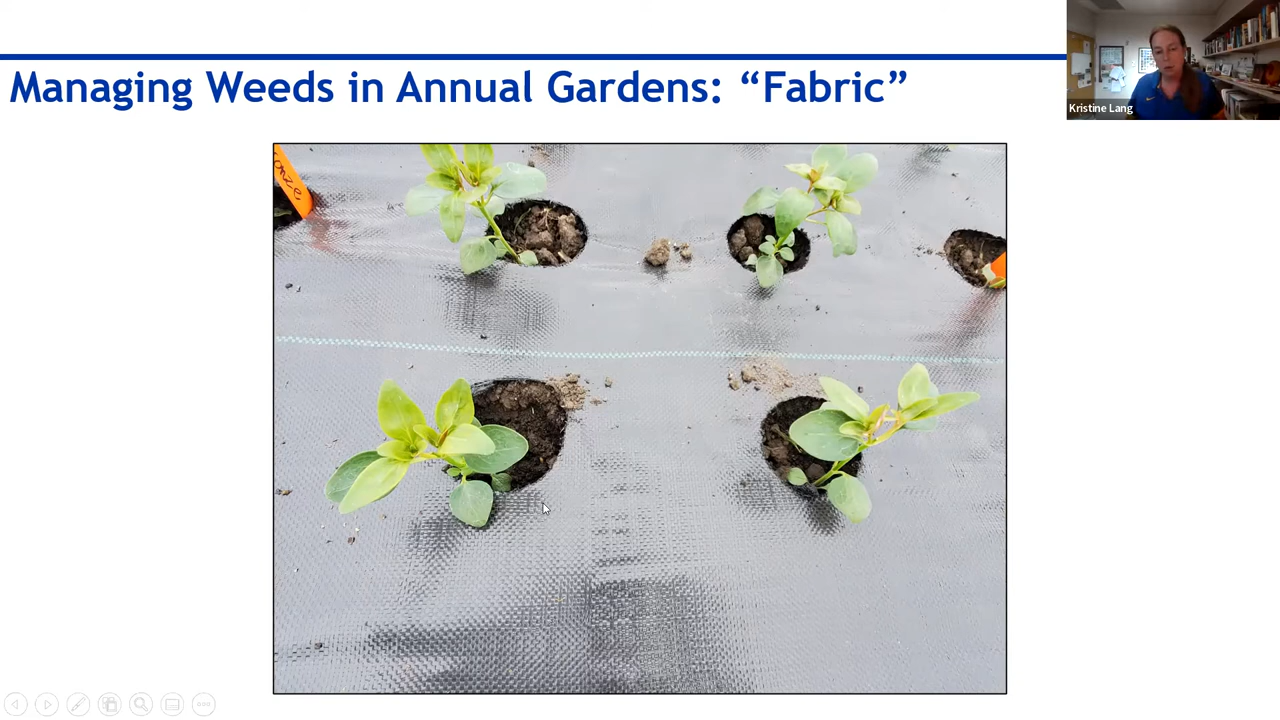 Managing Weeds in Annual Gardens: “Fabric”
Kristine Lang